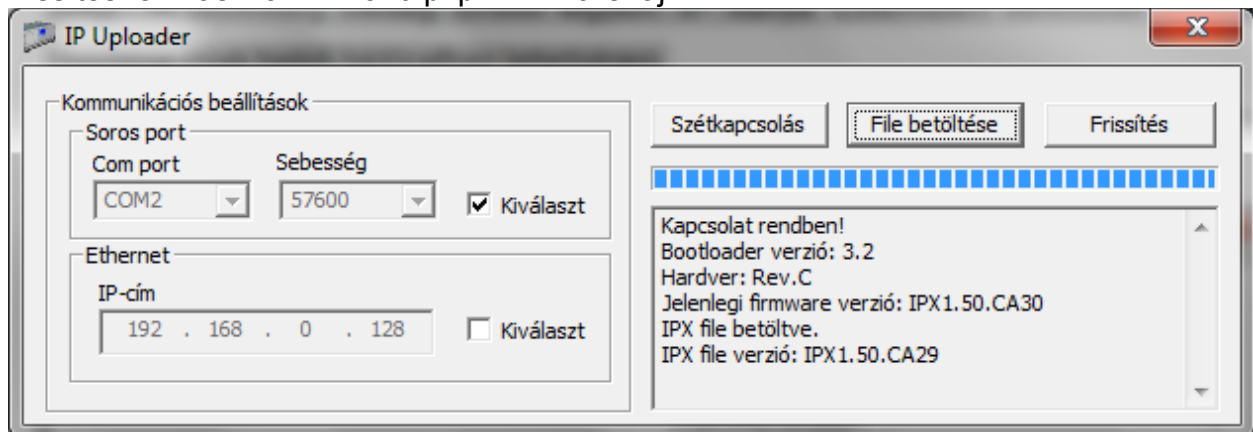 IP Uploader
Kommunikációs beállítások
Soros port
Com port Sebesség
COM2 57600 Kiválaszt
Ethernet
IP-cím
192 . 168 . 0 . 128 Kiválaszt
Szétkapcsolás File betöltése Frissítés
Kapcsolat rendben!
Bootloader verzió: 3.2
Hardver: Rev.C
Jelenlegi firmware verzió: IPX1.50.CA30
IPX file betöltve.
IPX file verzió: IPX1.50.CA29